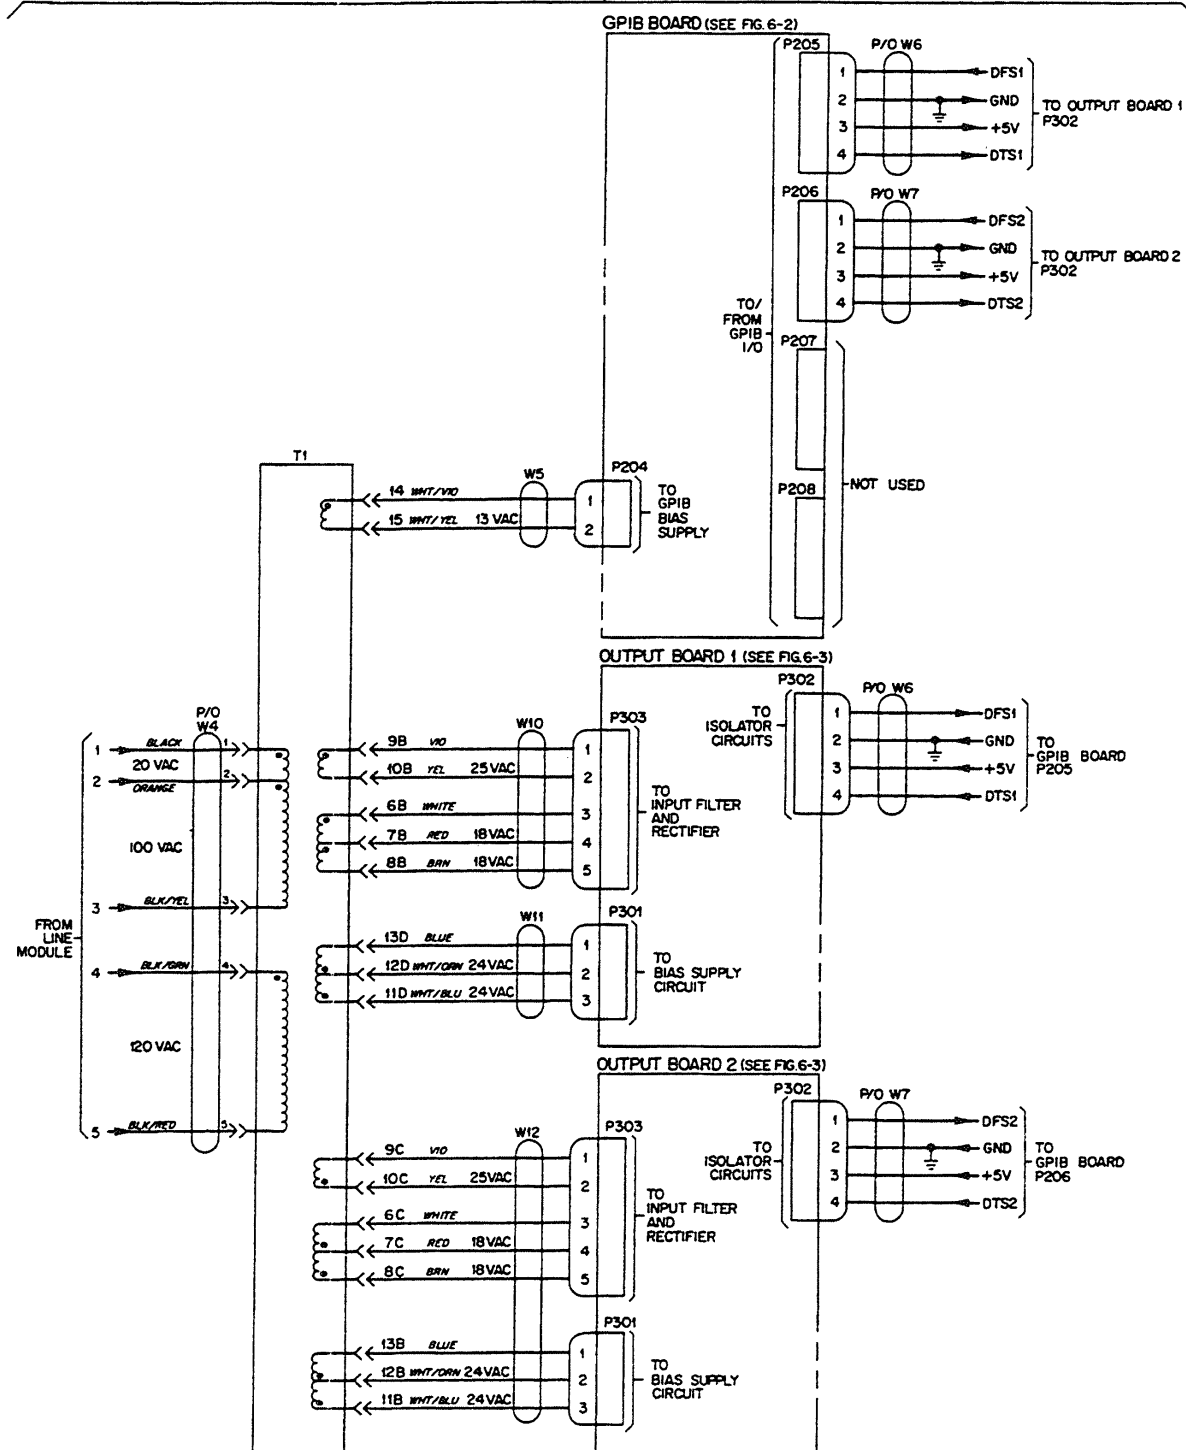 GPIB BOARD (SEE FIG. 6-2)
P205
P/O W6
1
DFS1
2
GND
3
+5V
4
DTS1
TO OUTPUT BOARD 1
P302
P206
P/O W7
1
DFS2
2
GND
3
+5V
4
DTS2
TO OUTPUT BOARD 2
P302
TO/
FROM
GPIB
I/O
P207
P208
NOT USED
T1
14 WHT/VIO
15 WHT/YEL 13 VAC
W5
P204
1
2
TO
GPIB
BIAS
SUPPLY
OUTPUT BOARD 1 (SEE FIG.6-3)
P302
P/O W6
TO
ISOLATOR
CIRCUITS
1
DFS1
2
GND
3
+5V
4
DTS1
TO
GPIB BOARD
P205
P/O
W4
1
BLACK
1
20 VAC
2
ORANGE
2
100 VAC
3
BLK/YEL
3
FROM
LINE
MODULE
4
BLK/GRN
4
120 VAC
5
BLK/RED
5
W10
P303
9B VIO
1
10B YEL 25VAC
2
6B WHITE
3
7B RED 18VAC
4
8B BRN 18VAC
5
TO
INPUT FILTER
AND
RECTIFIER
W11
P301
13D BLUE
1
12D WHT/ORN 24VAC
2
11D WHT/BLU 24VAC
3
TO
BIAS SUPPLY
CIRCUIT
OUTPUT BOARD 2 (SEE FIG.6-3)
P302
P/O W7
TO
ISOLATOR
CIRCUITS
1
DFS2
2
GND
3
+5V
4
DTS2
TO
GPIB BOARD
P206
W12
P303
9C VIO
1
10C YEL 25VAC
2
6C WHITE
3
7C RED 18VAC
4
8C BRN 18VAC
5
TO
INPUT FILTER
AND
RECTIFIER
P301
13B BLUE
1
12B WHT/ORN 24VAC
2
11B WHT/BLU 24VAC
3
TO
BIAS SUPPLY
CIRCUIT